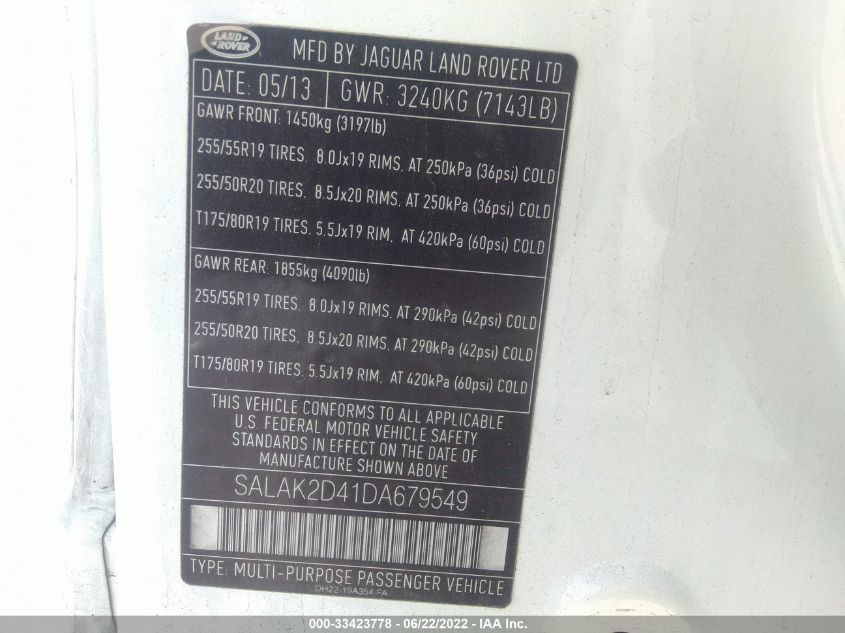 LAND
ROVER
MFD BY JAGUAR LAND ROVER LTD
DATE: 05/13 GWR: 3240KG (7143LB)
GAWR FRONT: 1450kg (3197lb)
255/55R19 TIRES. 8.0Jx19 RIMS. AT 250kPa (36psi) COLD
255/50R20 TIRES. 8.5Jx20 RIMS. AT 250kPa (36psi) COLD
T175/80R19 TIRES. 5.5Jx19 RIM. AT 420kPa (60psi) COLD
GAWR REAR: 1855kg (4090lb)
255/55R19 TIRES. 8.0Jx19 RIMS. AT 290kPa (42psi) COLD
255/50R20 TIRES. 8.5Jx20 RIMS. AT 290kPa (42psi) COLD
T175/80R19 TIRES. 5.5Jx19 RIM. AT 420kPa (60psi) COLD
THIS VEHICLE CONFORMS TO ALL APPLICABLE
U.S. FEDERAL MOTOR VEHICLE SAFETY
STANDARDS IN EFFECT ON THE DATE OF
MANUFACTURE SHOWN ABOVE
SALAK2D41DA679549
TYPE: MULTI-PURPOSE PASSENGER VEHICLE
DH22-19A354-FA
000-33423778 - 06/22/2022 - IAA Inc.